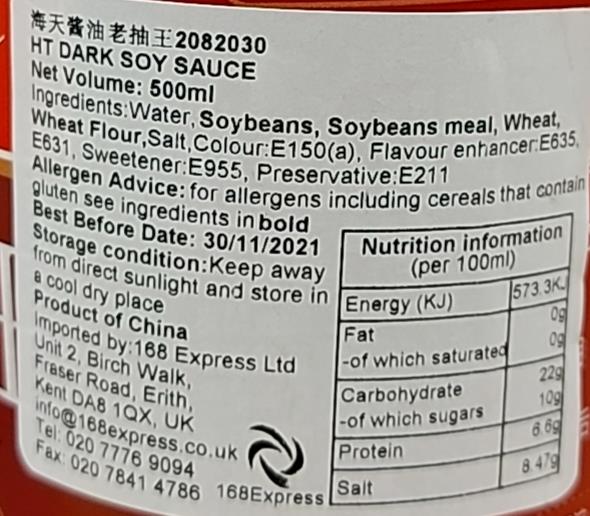 海天酱油老抽王2082030
HT DARK SOY SAUCE
Net Volume: 500ml
Ingredients:Water, Soybeans, Soybeans meal, Wheat,
Wheat Flour,Salt,Colour:E150(a), Flavour enhancer:E635,
E631, Sweetener:E955, Preservative:E211
Allergen Advice: for allergens including cereals that contain
gluten see ingredients in bold
Best Before Date: 30/11/2021
Storage condition:Keep away
from direct sunlight and store in
a cool dry place
Product of China
Imported by:168 Express Ltd
Unit 2, Birch Walk,
Fraser Road, Erith,
Kent DA8 1QX, UK
info@168express.co.uk
Tel: 020 7776 9094
Fax: 020 7841 4786
168Express
Nutrition information
(per 100ml)
Energy (KJ) 573.3KJ
Fat 0g
-of which saturated 0g
Carbohydrate 22g
-of which sugars 10g
Protein 6.6g
Salt 8.47g